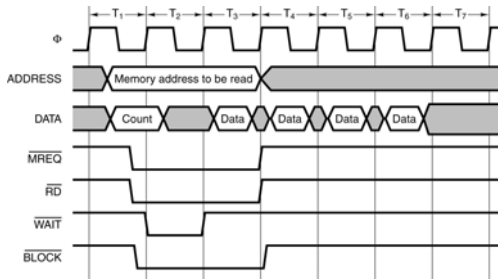 T₁ T₂ T₃ T₄ T₅ T₆ T₇
Φ
ADDRESS Memory address to be read
DATA Count Data Data Data Data
MREQ
RD
WAIT
BLOCK